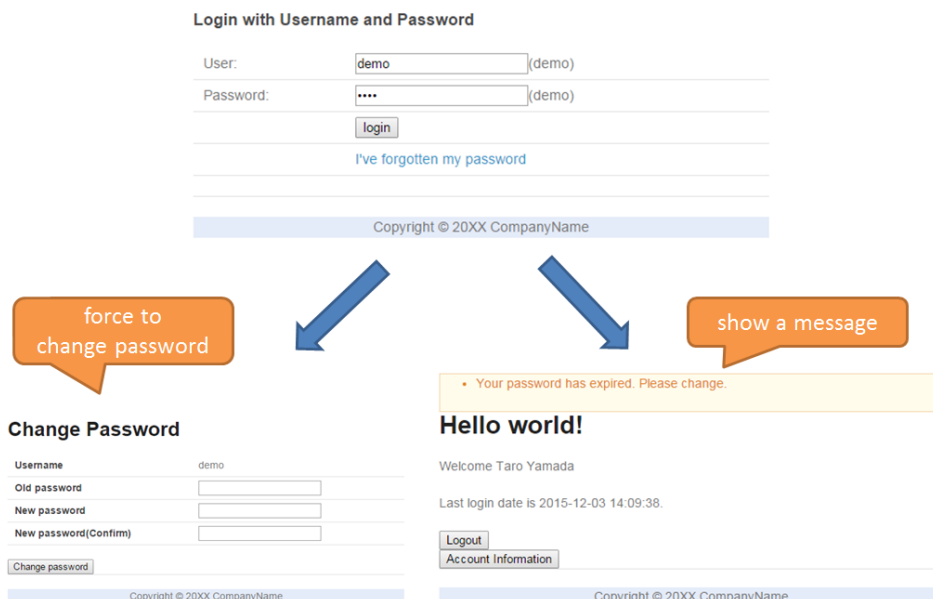 Login with Username and Password
User: demo (demo)
Password: •••• (demo)
login
I've forgotten my password
Copyright © 20XX CompanyName
force to
change password
show a message
• Your password has expired. Please change.
Change Password
Username demo
Old password
New password
New password(Confirm)
Change password
Copyright © 20XX CompanyName
Hello world!
Welcome Taro Yamada
Last login date is 2015-12-03 14:09:38.
Logout
Account Information
Copyright © 20XX CompanyName